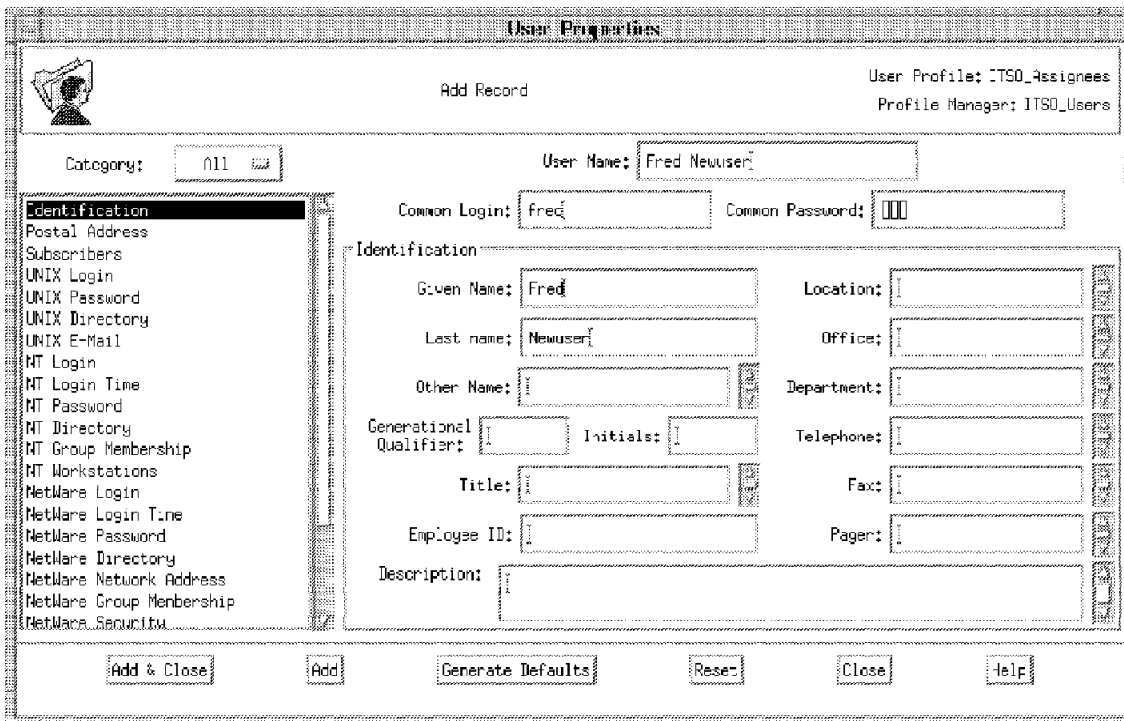 User Properties
Add Record
User Profile: ITSO_Assignees
Profile Manager: ITSO_Users
Category: All
User Name: Fred Newuser
Common Login: fred
Common Password:
Identification
Postal Address
Subscribers
UNIX Login
UNIX Password
UNIX Directory
UNIX E-Mail
NT Login
NT Login Time
NT Password
NT Directory
NT Group Membership
NT Workstations
NetWare Login
NetWare Login Time
NetWare Password
NetWare Directory
NetWare Network Address
NetWare Group Membership
NetWare Security
Identification
Given Name: Fred
Location:
Last name: Newuser
Office:
Other Name:
Department:
Generational
Qualifier:
Initials:
Telephone:
Title:
Fax:
Employee ID:
Pager:
Description:
Add & Close
Add
Generate Defaults
Reset
Close
Help